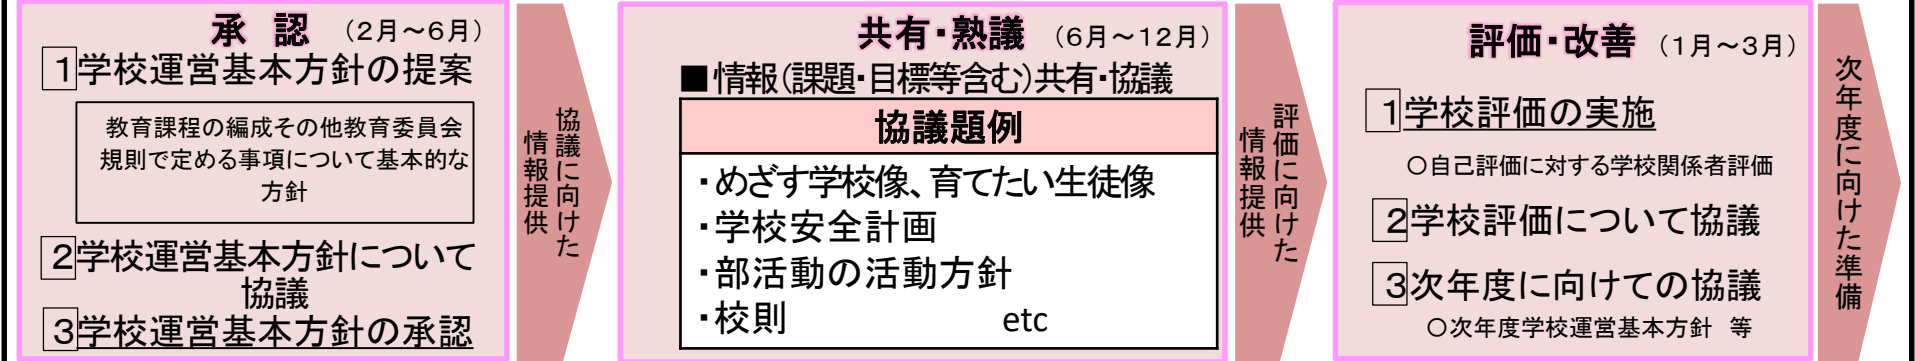 承 認 (2月~6月)
1学校運営基本方針の提案
教育課程の編成その他教育委員会
規則で定める事項について基本的な
方針
2学校運営基本方針について
協議
3学校運営基本方針の承認
協議に向けた
情報提供
共有・熟議 (6月~12月)
■情報(課題・目標等含む)共有・協議
協議題例
・めざす学校像、育てたい生徒像
・学校安全計画
・部活動の活動方針
・校則 etc
評価に向けた
情報提供
評価・改善 (1月~3月)
1学校評価の実施
○自己評価に対する学校関係者評価
2学校評価について協議
3次年度に向けての協議
○次年度学校運営基本方針 等
次年度に向けた準備